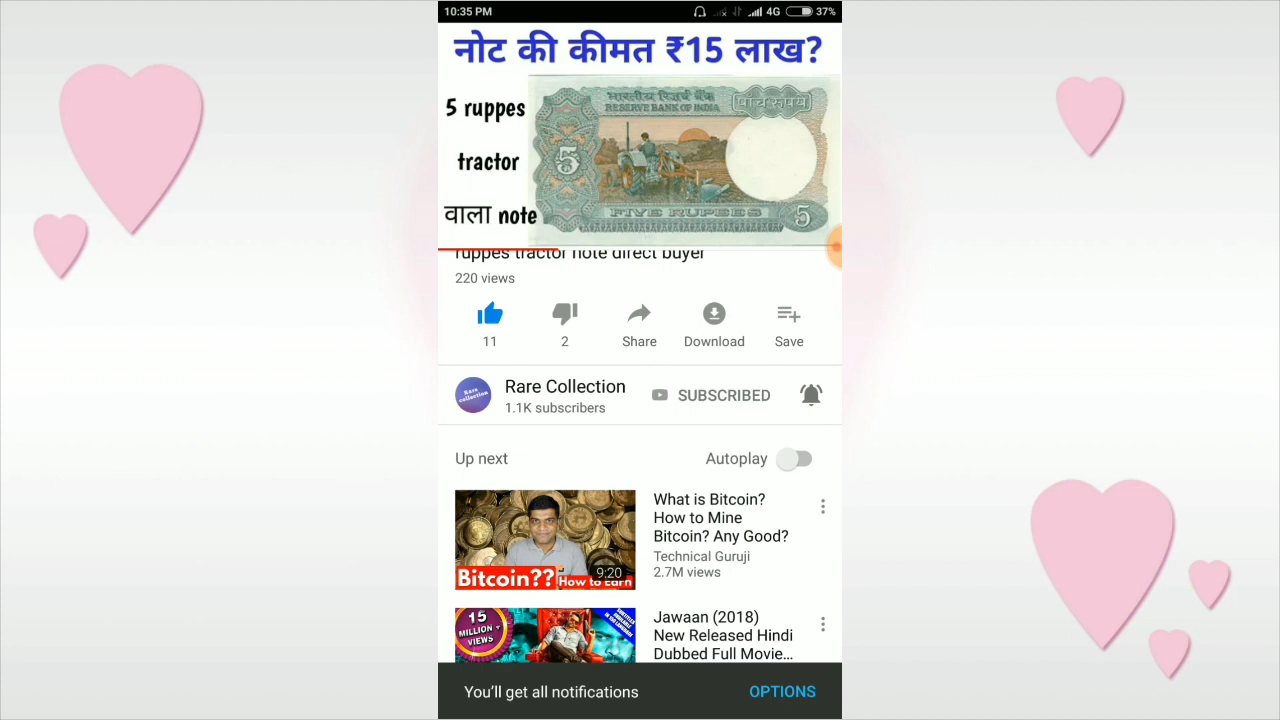 10:35 PM
4G
37%
नोट की कीमत ₹15 लाख?
5 ruppes
tractor
वाला note
भारतीय रिज़र्व बैंक
RESERVE BANK OF INDIA
पाँच रुपये
5
FIVE RUPEES
5
ruppes tractor note direct buyer
220 views
11
2
Share
Download
Save
Rare collection
Rare Collection
1.1K subscribers
SUBSCRIBED
Up next
Autoplay
Bitcoin??
How to Earn
9:20
What is Bitcoin?
How to Mine
Bitcoin? Any Good?
Technical Guruji
2.7M views
15
MILLION +
VIEWS
Jawaan (2018)
New Released Hindi
Dubbed Full Movie...
You'll get all notifications
OPTIONS